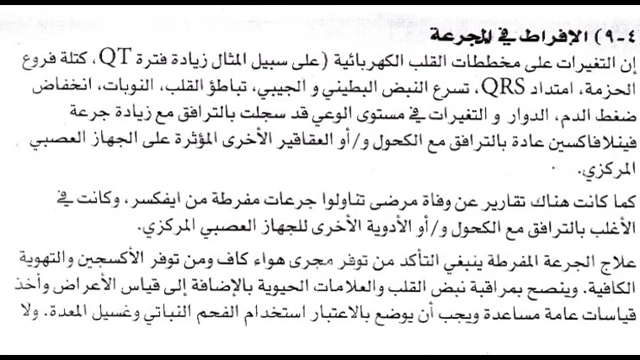 ٤-٩) الإفراط في المجرعة
إن التغيرات على مخططات القلب الكهربائية (على سبيل المثال زيادة فترة QT، كتلة فروع
الحزمة، امتداد QRS، تسرع النبض البطيني و الجيبي، تباطؤ القلب، النوبات، انخفاض
ضغط الدم، الدوار و التغيرات في مستوى الوعي قد سجلت بالترافق مع زيادة جرعة
فينلافاكسين عادة بالترافق مع الكحول و/أو العقاقير الأخرى المؤثرة على الجهاز العصبي
المركزي.
كما كانت هناك تقارير عن وفاة مرضى تناولوا جرعات مفرطة من ايفكسر، وكانت في
الأغلب بالترافق مع الكحول و/أو الأدوية الأخرى للجهاز العصبي المركزي.
علاج الجرعة المفرطة ينبغي التأكد من توفر مجرى هواء كاف ومن توفر الأكسجين والتهوية
الكافية. وينصح بمراقبة نبض القلب والعلامات الحيوية بالإضافة إلى قياس الأعراض وأخذ
قياسات عامة مساعدة ويجب أن يوضع بالاعتبار استخدام الفحم النباتي وغسيل المعدة. ولا